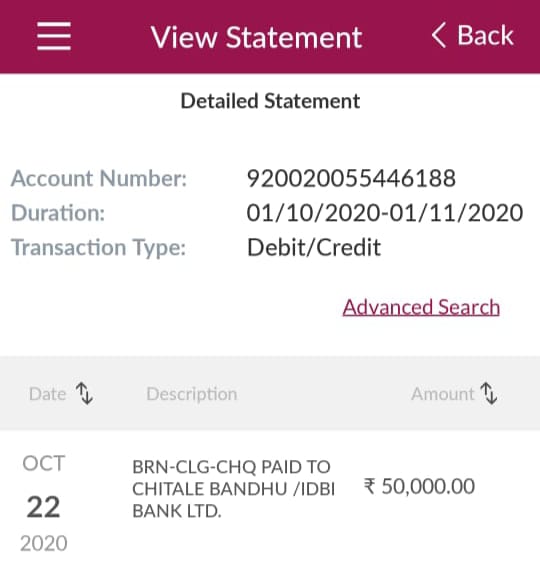 View Statement
Back
Detailed Statement
Account Number: 920020055446188
Duration: 01/10/2020-01/11/2020
Transaction Type: Debit/Credit
Advanced Search
Date Description Amount
OCT
22
2020
BRN-CLG-CHQ PAID TO
CHITALE BANDHU /IDBI
BANK LTD.
₹ 50,000.00